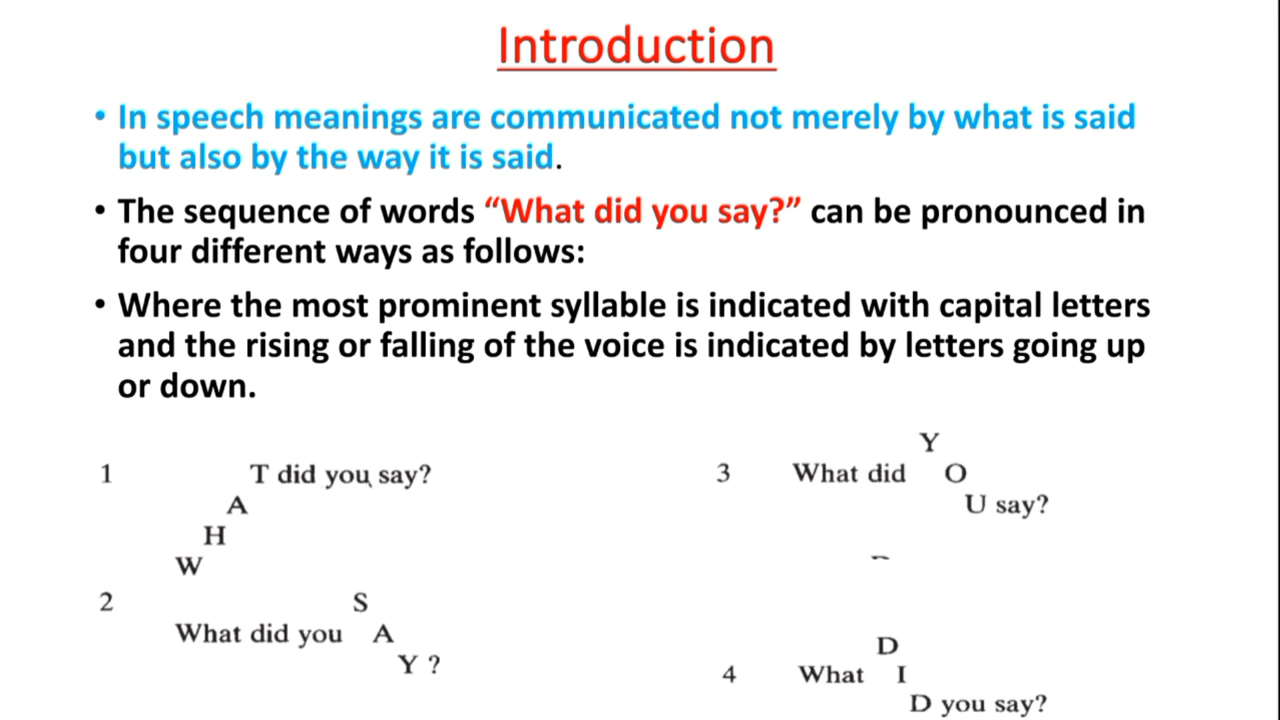 Introduction
• In speech meanings are communicated not merely by what is said
but also by the way it is said.
• The sequence of words “What did you say?” can be pronounced in
four different ways as follows:
• Where the most prominent syllable is indicated with capital letters
and the rising or falling of the voice is indicated by letters going up
or down.
1 T did you say?
A
H
W
2 S
What did you A
Y ?
Y
3 What did O
U say?
D
4 What I
D you say?